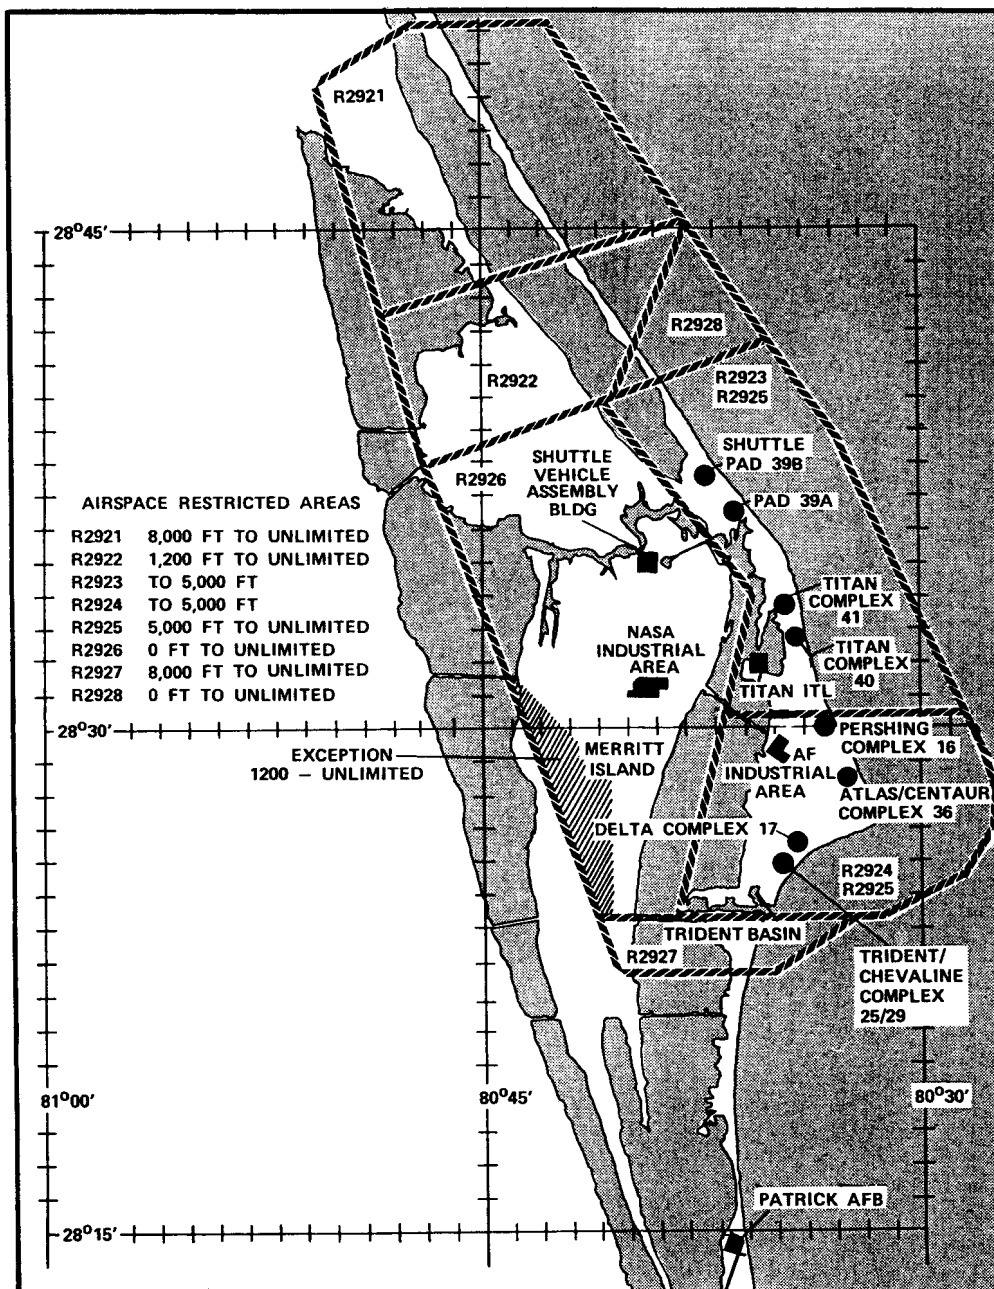 R2921
28°45'
R2928
R2922
R2923
R2925
SHUTTLE
PAD 39B
R2926
SHUTTLE
VEHICLE
ASSEMBLY
BLDG
PAD 39A
AIRSPACE RESTRICTED AREAS
R2921 8,000 FT TO UNLIMITED
R2922 1,200 FT TO UNLIMITED
R2923 TO 5,000 FT
R2924 TO 5,000 FT
R2925 5,000 FT TO UNLIMITED
R2926 0 FT TO UNLIMITED
R2927 8,000 FT TO UNLIMITED
R2928 0 FT TO UNLIMITED
TITAN
COMPLEX
41
NASA
INDUSTRIAL
AREA
TITAN
COMPLEX
40
TITAN ITL
28°30'
EXCEPTION
1200 – UNLIMITED
MERRITT
ISLAND
PERSHING
COMPLEX 16
AF
INDUSTRIAL
AREA
ATLAS/CENTAUR
COMPLEX 36
DELTA COMPLEX 17
R2924
R2925
TRIDENT BASIN
R2927
TRIDENT/
CHEVALINE
COMPLEX
25/29
81°00'
80°45'
80°30'
PATRICK AFB
28°15'